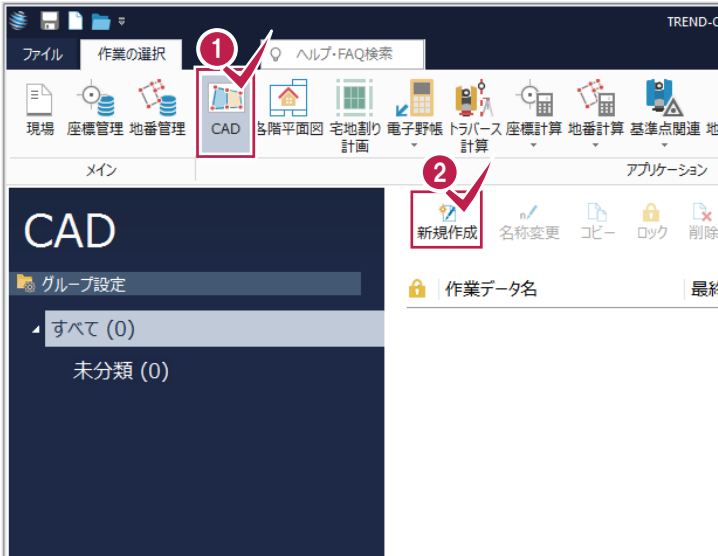 TREND-C
ファイル 作業の選択 ヘルプ・FAQ検索
1
現場 座標管理 地番管理 CAD 各階平面図 宅地割り 電子野帳 トラバース 座標計算 地番計算 基準点関連 地
計画 計算
メイン アプリケーション
2
CAD
新規作成 名称変更 コピー ロック 削除
グループ設定
作業データ名 最終
すべて (0)
未分類 (0)